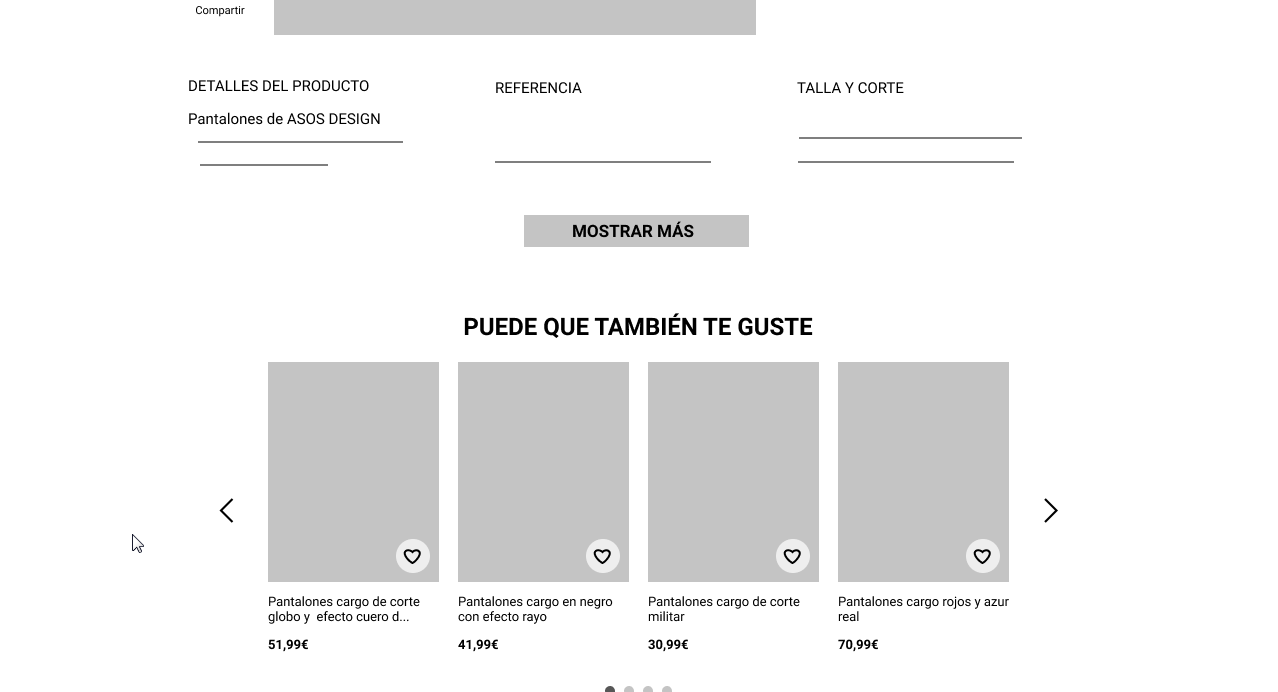 Compartir
DETALLES DEL PRODUCTO
Pantalones de ASOS DESIGN
REFERENCIA
TALLA Y CORTE
MOSTRAR MÁS
PUEDE QUE TAMBIÉN TE GUSTE
Pantalones cargo de corte
globo y  efecto cuero d...
51,99€
Pantalones cargo en negro
con efecto rayo
41,99€
Pantalones cargo de corte
militar
30,99€
Pantalones cargo rojos y azur
real
70,99€